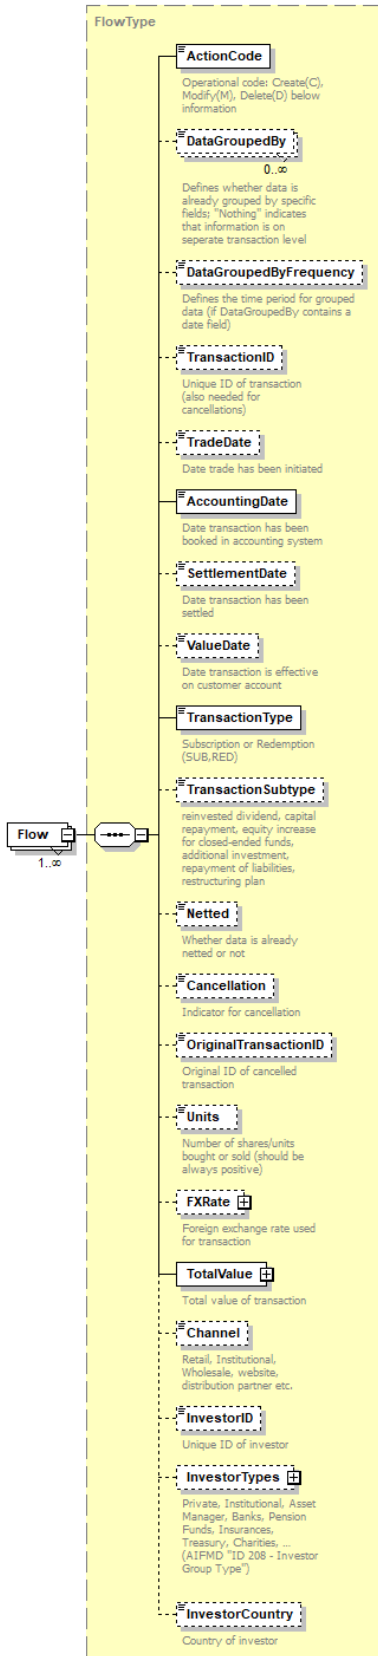 FlowType
ActionCode
Operational code: Create(C),
Modify(M), Delete(D) below
information
DataGroupedBy
0..∞
Defines whether data is
already grouped by specific
fields; "Nothing" indicates
that information is on
seperate transaction level
DataGroupedByFrequency
Defines the time period for grouped
data (if DataGroupedBy contains a
date field)
TransactionID
Unique ID of transaction
(also needed for
cancellations)
TradeDate
Date trade has been initiated
AccountingDate
Date transaction has been
booked in accounting system
SettlementDate
Date transaction has been
settled
ValueDate
Date transaction is effective
on customer account
TransactionType
Subscription or Redemption
(SUB,RED)
TransactionSubtype
reinvested dividend, capital
repayment, equity increase
for closed-ended funds,
additional investment,
repayment of liabilities,
restructuring plan
Flow
1..∞
Netted
Whether data is already
netted or not
Cancellation
Indicator for cancellation
OriginalTransactionID
Original ID of cancelled
transaction
Units
Number of shares/units
bought or sold (should be
always positive)
FXRate
Foreign exchange rate used
for transaction
TotalValue
Total value of transaction
Channel
Retail, Institutional,
Wholesale, website,
distribution partner etc.
InvestorID
Unique ID of investor
InvestorTypes
Private, Institutional, Asset
Manager, Banks, Pension
Funds, Insurances,
Treasury, Charities, ...
(AIFMD "ID 208 - Investor
Group Type")
InvestorCountry
Country of investor